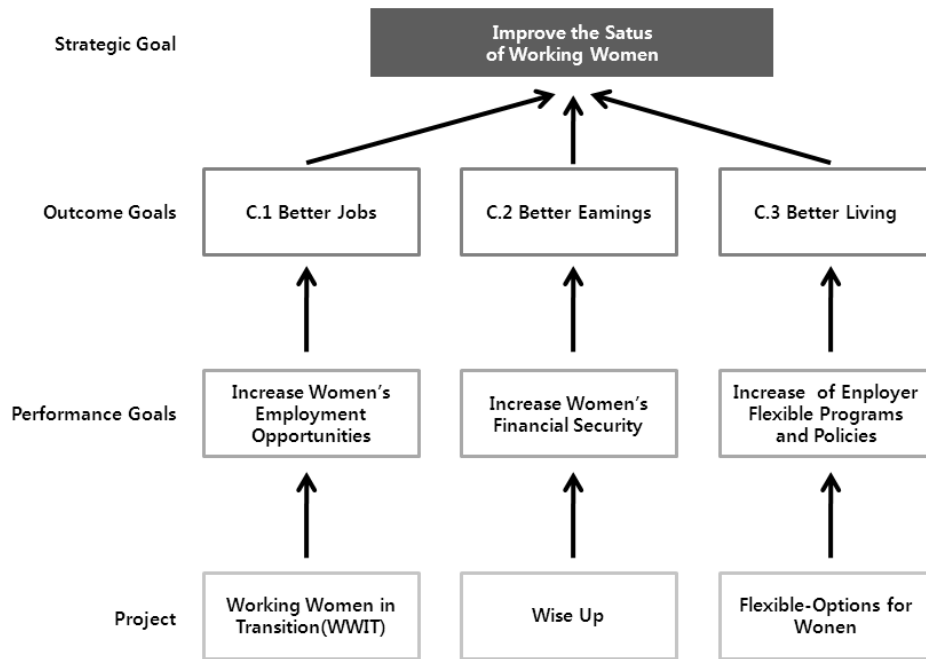 Strategic Goal
Improve the Satus
of Working Women
Outcome Goals
C.1 Better Jobs
C.2 Better Eamings
C.3 Better Living
Performance Goals
Increase Women's
Employment
Opportunities
Increase Women's
Financial Security
Increase of Enployer
Flexible Programs
and Policies
Project
Working Women in
Transition(WWIT)
Wise Up
Flexible-Options for
Wonen